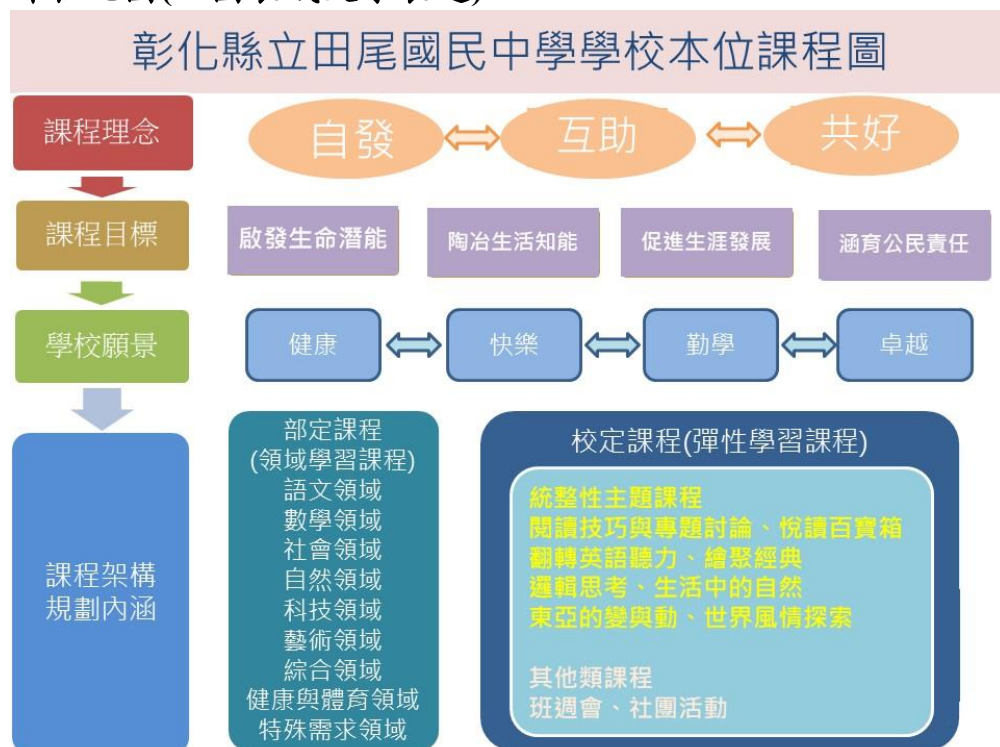 彰化縣立田尾國民中學學校本位課程圖
課程理念
自發
互助
共好
課程目標
啟發生命潛能
陶冶生活知能
促進生涯發展
涵育公民責任
學校願景
健康
快樂
勤學
卓越
課程架構
規劃內涵
部定課程
(領域學習課程)
語文領域
數學領域
社會領域
自然領域
科技領域
藝術領域
綜合領域
健康與體育領域
特殊需求領域
校定課程(彈性學習課程)
統整性主題課程
閱讀技巧與專題討論、悅讀百寶箱
翻轉英語聽力、繪聚經典
邏輯思考、生活中的自然
東亞的變與動、世界風情探索
其他類課程
班週會、社團活動